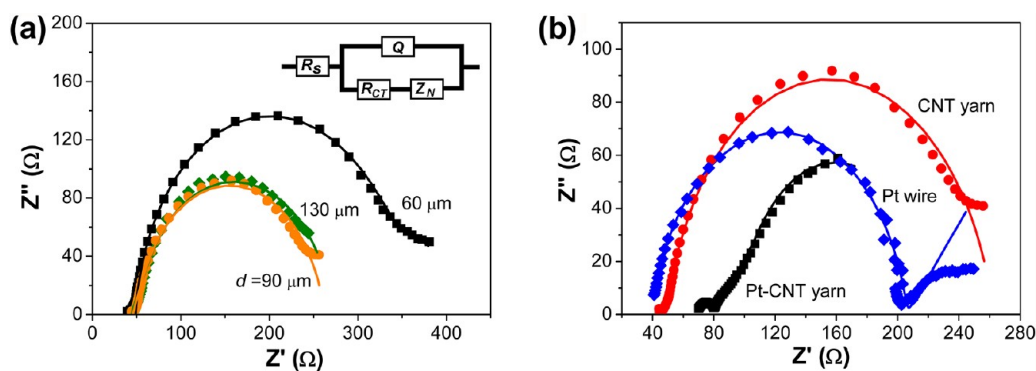 (a)
200
160
120
80
40
0
Z" (Ω)
0 100 200 300 400
Z' (Ω)
R_S
Q
R_CT
Z_N
60 μm
130 μm
d =90 μm
(b)
100
80
60
40
20
0
Z" (Ω)
40 80 120 160 200 240 280
Z' (Ω)
CNT yarn
Pt wire
Pt-CNT yarn